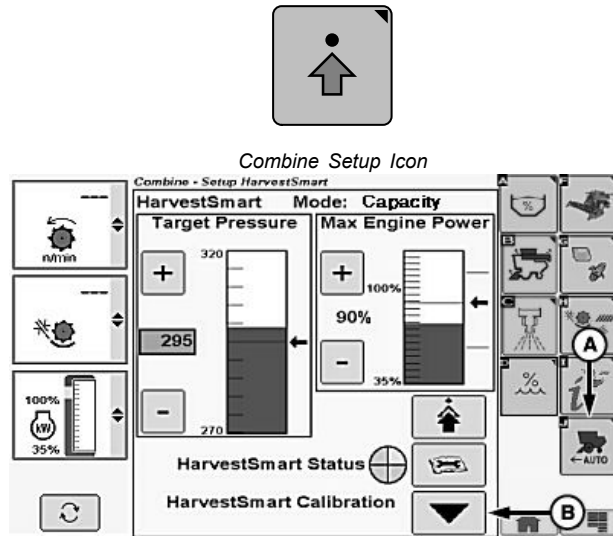 Combine Setup Icon
Combine - Setup HarvestSmart
HarvestSmart Mode: Capacity
Target Pressure
Max Engine Power
---
n/min
---
100%
kW
35%
320
+
295
-
270
+
100%
90%
-
35%
HarvestSmart Status
HarvestSmart Calibration
A
%
E
B
G
C
%
A
i
← AUTO
B